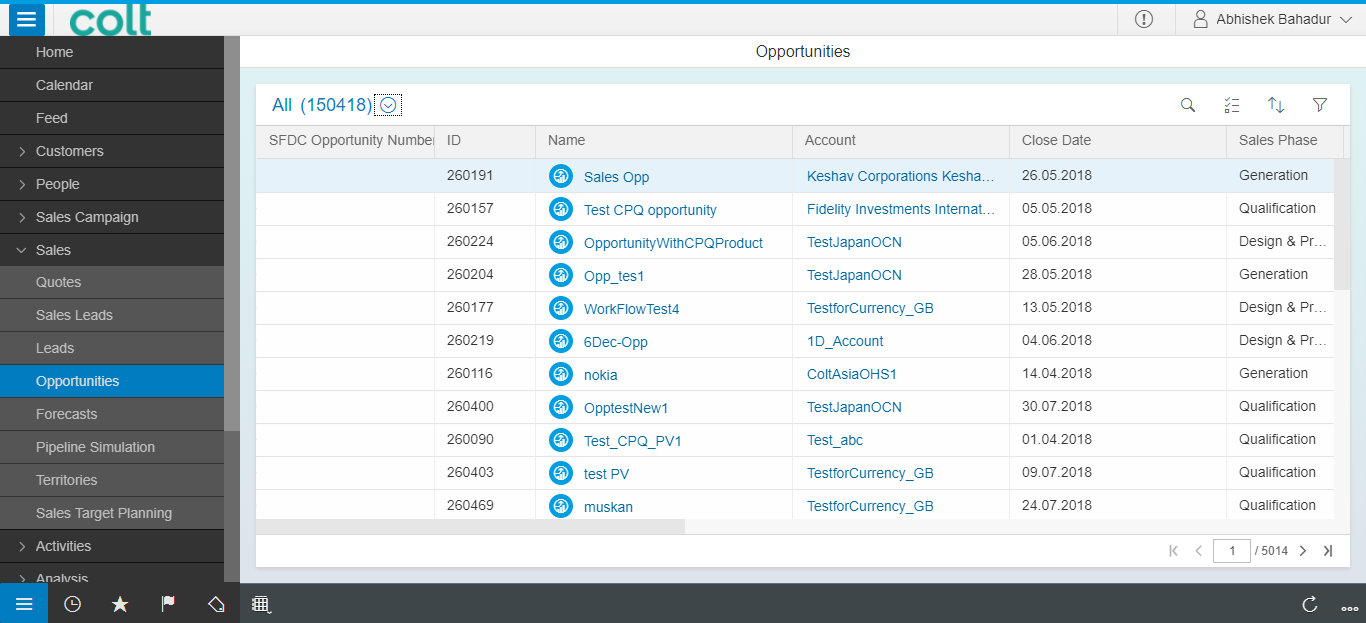 colt
Abhishek Bahadur
Home
Calendar
Feed
Customers
People
Sales Campaign
Sales
Quotes
Sales Leads
Leads
Opportunities
Forecasts
Pipeline Simulation
Territories
Sales Target Planning
Activities
Analysis
Opportunities
All (150418)
SFDC Opportunity Number ID Name Account Close Date Sales Phase
260191 Sales Opp Keshav Corporations Kesha... 26.05.2018 Generation
260157 Test CPQ opportunity Fidelity Investments Internat... 05.05.2018 Qualification
260224 OpportunityWithCPQProduct TestJapanOCN 05.06.2018 Design & Pr...
260204 Opp_tes1 TestJapanOCN 28.05.2018 Generation
260177 WorkFlowTest4 TestforCurrency_GB 13.05.2018 Design & Pr...
260219 6Dec-Opp 1D_Account 04.06.2018 Design & Pr...
260116 nokia ColtAsiaOHS1 14.04.2018 Generation
260400 OpptestNew1 TestJapanOCN 30.07.2018 Qualification
260090 Test_CPQ_PV1 Test_abc 01.04.2018 Qualification
260403 test PV TestforCurrency_GB 09.07.2018 Qualification
260469 muskan TestforCurrency_GB 24.07.2018 Qualification
1 / 5014